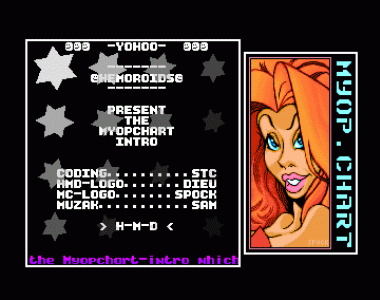 @@@ -YOHOO- @@@
-------
@HEMOROIDS@
-------
PRESENT
THE
MYOPCHART
INTRO
CODING..........STC
HMD-LOGO.......DIEU
MC-LOGO.......SPOCK
MUZAK...........SAM
> H-M-D <
the Myopchart-intro which
MYOP.CHART
SPOCK